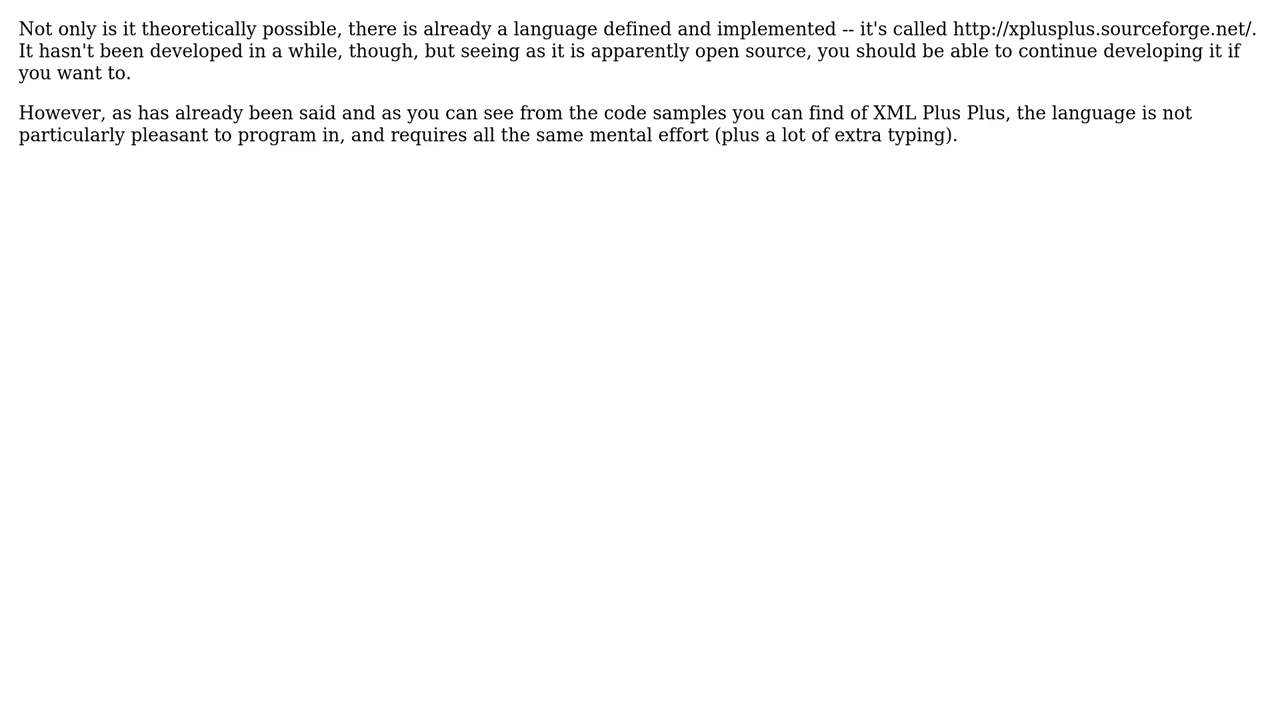 Not only is it theoretically possible, there is already a language defined and implemented -- it's called http://xplusplus.sourceforge.net/.
It hasn't been developed in a while, though, but seeing as it is apparently open source, you should be able to continue developing it if
you want to.
However, as has already been said and as you can see from the code samples you can find of XML Plus Plus, the language is not
particularly pleasant to program in, and requires all the same mental effort (plus a lot of extra typing).